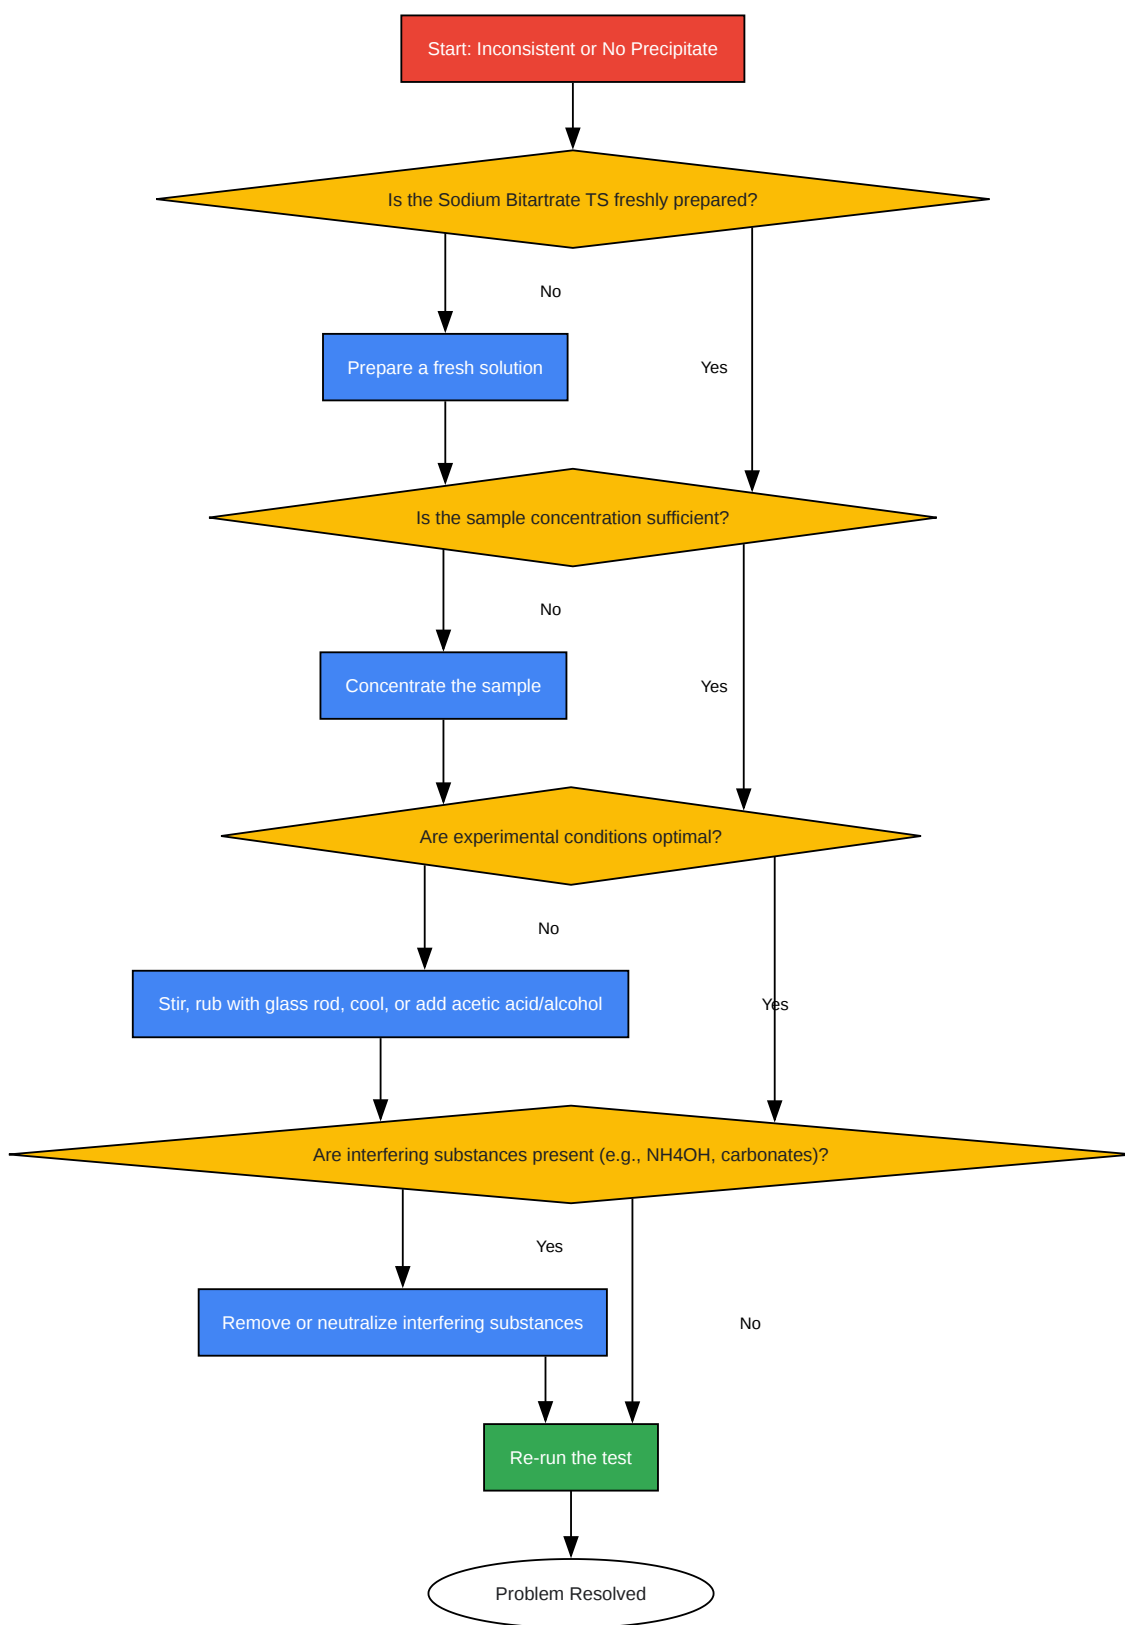 Start: Inconsistent or No Precipitate
Is the Sodium Bitartrate TS freshly prepared?
No
Prepare a fresh solution
Yes
Is the sample concentration sufficient?
No
Concentrate the sample
Yes
Are experimental conditions optimal?
No
Stir, rub with glass rod, cool, or add acetic acid/alcohol
Yes
Are interfering substances present (e.g., NH4OH, carbonates)?
Yes
Remove or neutralize interfering substances
No
Re-run the test
Problem Resolved